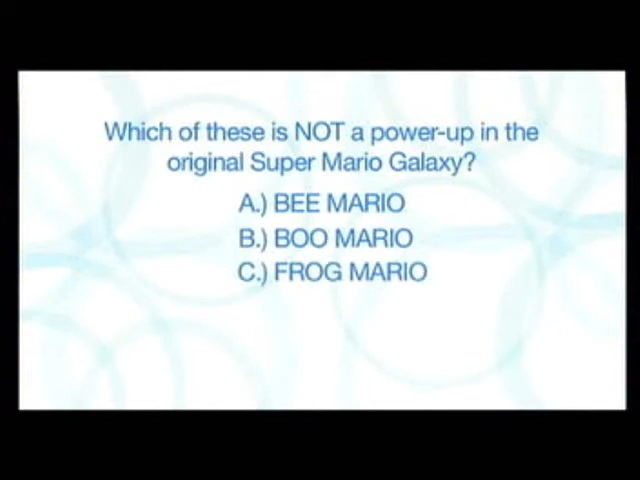 Which of these is NOT a power-up in the
original Super Mario Galaxy?
A.) BEE MARIO
B.) BOO MARIO
C.) FROG MARIO